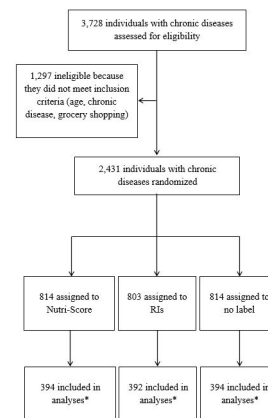 3,728 individuals with chronic diseases
assessed for eligibility
1,297 ineligible because
they did not meet inclusion
criteria (age, chronic
disease, grocery shopping)
2,431 individuals with chronic
diseases randomized
814 assigned to
Nutri-Score
803 assigned to
RIs
814 assigned to
no label
394 included in
analyses*
392 included in
analyses*
394 included in
analyses*